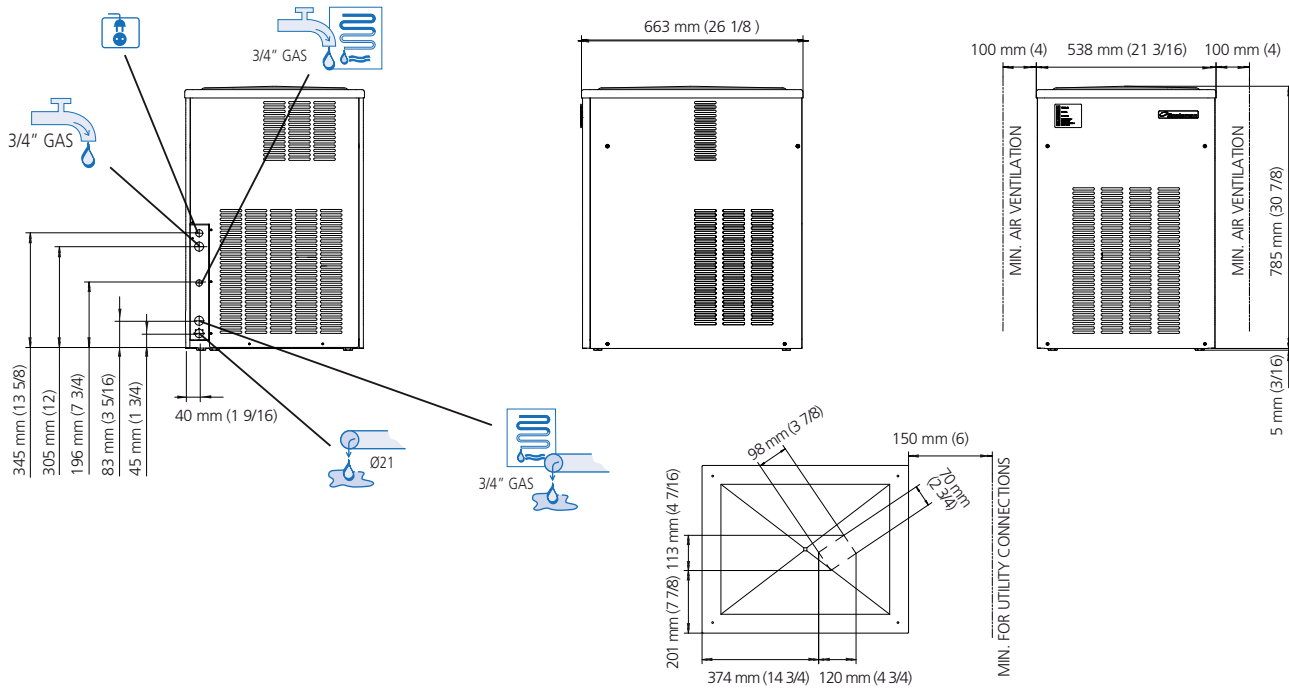 3/4" GAS
3/4" GAS
345 mm (13 5/8)
305 mm (12)
196 mm (7 3/4)
83 mm (3 5/16)
45 mm (1 3/4)
40 mm (1 9/16)
Ø21
3/4" GAS
663 mm (26 1/8 )
100 mm (4)
538 mm (21 3/16)
100 mm (4)
MIN. AIR VENTILATION
MIN. AIR VENTILATION
785 mm (30 7/8)
5 mm (3/16)
98 mm (3 7/8)
150 mm (6)
70 mm
(2 3/4)
113 mm (4 7/16)
201 mm (7 7/8)
374 mm (14 3/4)
120 mm (4 3/4)
MIN. FOR UTILITY CONNECTIONS